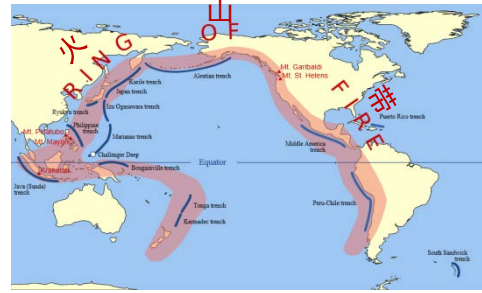 火山帯
RING OF FIRE
Kurile trench
Aleutian trench
Japan trench
Izu Ogasawara trench
Ryukyu trench
Philippine trench
Marianas trench
Challenger Deep
Mt. Pinatubo
Mt. Mayon
Krakatoa
Java (Sunda) trench
Bougainville trench
Equator
Tonga trench
Kermadec trench
Mt. Garibaldi
Mt. St. Helens
Puerto Rico trench
Middle America trench
Peru-Chile trench
South Sandwich trench